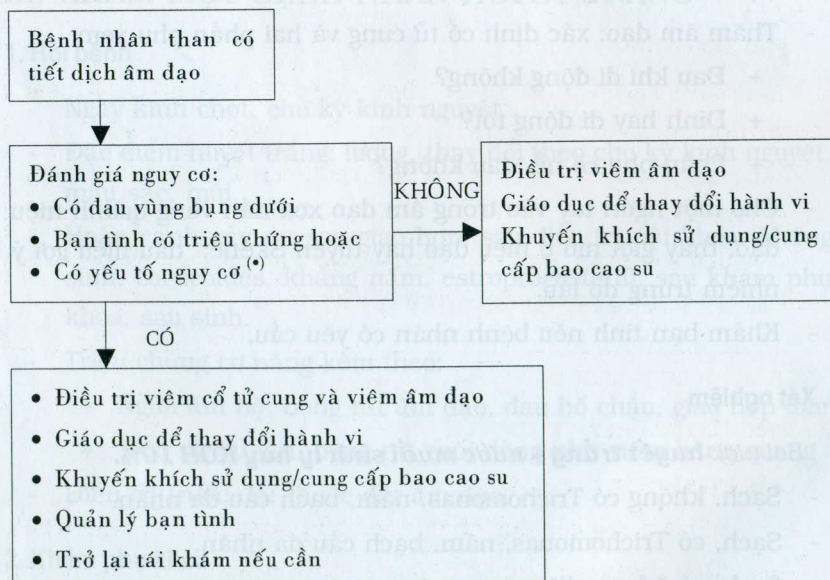 Bệnh nhân than có
tiết dịch âm đạo
Đánh giá nguy cơ:
• Có đau vùng bụng dưới
• Bạn tình có triệu chứng hoặc
• Có yếu tố nguy cơ(*)
KHÔNG
Điều trị viêm âm đạo
Giáo dục để thay đổi hành vi
Khuyến khích sử dụng/cung
cấp bao cao su
CÓ
• Điều trị viêm cổ tử cung và viêm âm đạo
• Giáo dục để thay đổi hành vi
• Khuyến khích sử dụng/cung cấp bao cao su
• Quản lý bạn tình
• Trở lại tái khám nếu cần